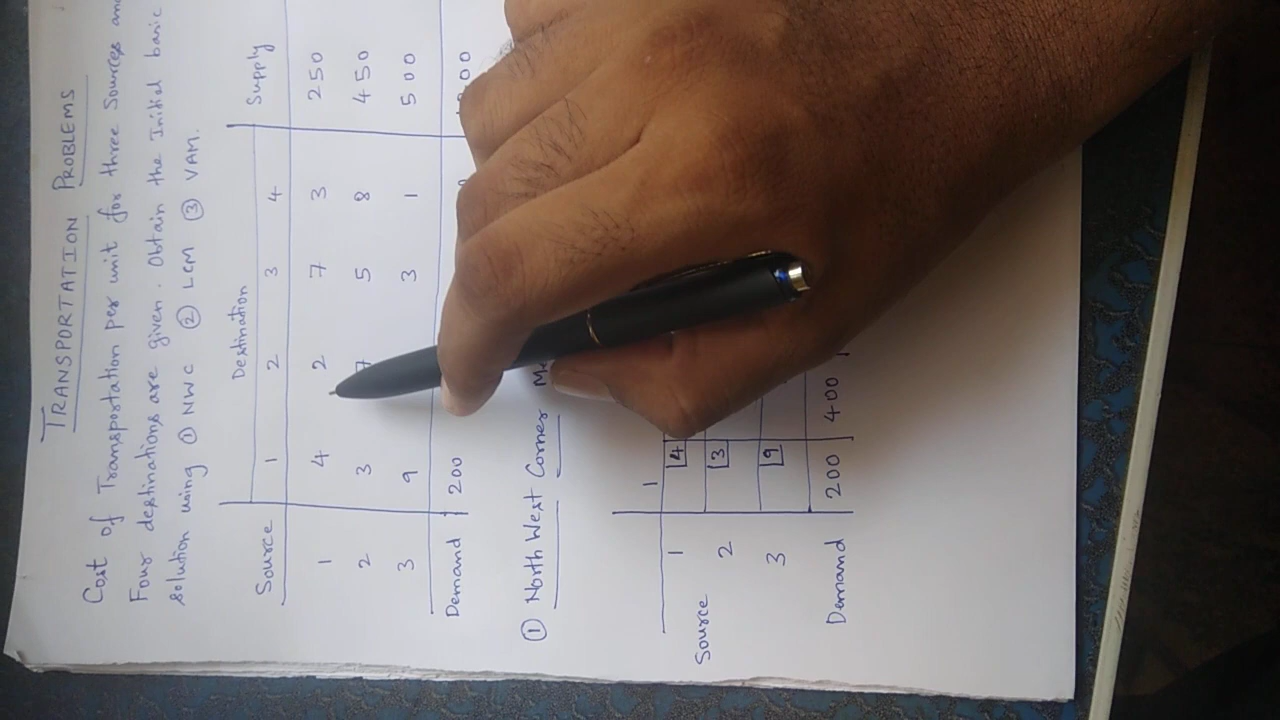 TRANSPORTATION PROBLEMS
Cost of Transportation per unit for three Sources and
Four destinations are given. Obtain the Initial basic
solution using ① NWC ② LCM ③ VAM.
Destination
Source 1 2 3 4 Supply
1 4 2 7 3 250
2 3 7 5 8 450
3 9 3 1 500
Demand 200
① North West Corner
1
Source 1 4
2 3
3 9
Demand 200 400